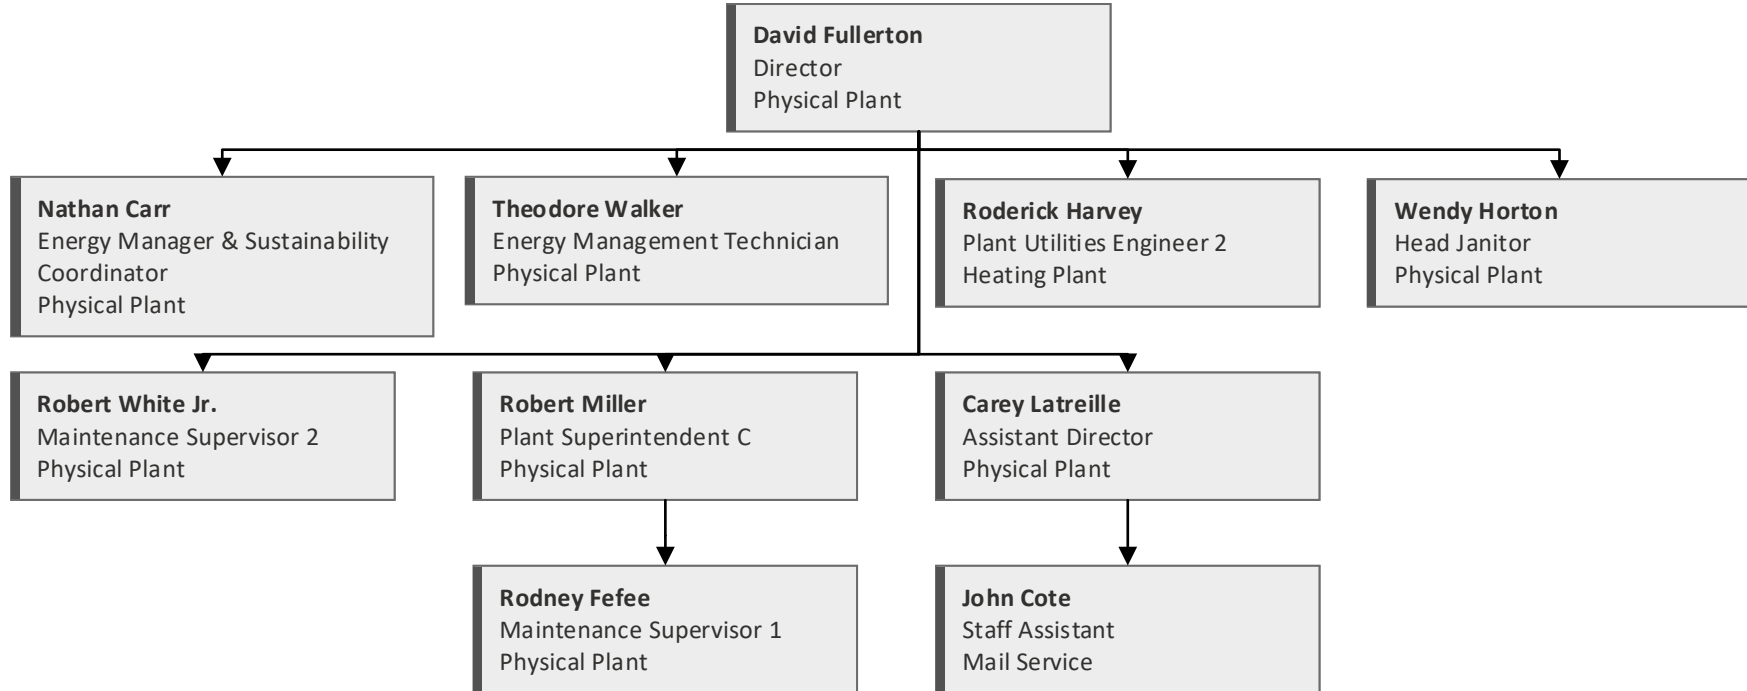 David Fullerton
Director
Physical Plant
Nathan Carr
Energy Manager & Sustainability
Coordinator
Physical Plant
Theodore Walker
Energy Management Technician
Physical Plant
Roderick Harvey
Plant Utilities Engineer 2
Heating Plant
Wendy Horton
Head Janitor
Physical Plant
Robert White Jr.
Maintenance Supervisor 2
Physical Plant
Robert Miller
Plant Superintendent C
Physical Plant
Carey Latreille
Assistant Director
Physical Plant
Rodney Fefee
Maintenance Supervisor 1
Physical Plant
John Cote
Staff Assistant
Mail Service